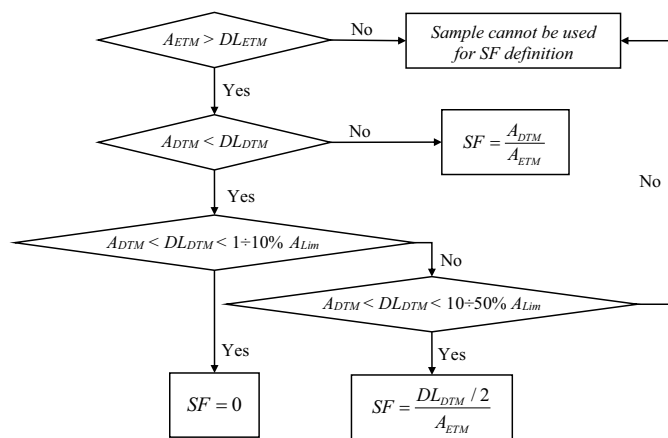 A_ETM > DL_ETM
No
Sample cannot be used
for SF definition
Yes
A_DTM < DL_DTM
No
SF = A_DTM / A_ETM
No
Yes
A_DTM < DL_DTM < 1÷10% A_Lim
No
A_DTM < DL_DTM < 10÷50% A_Lim
Yes
Yes
SF = 0
SF = DL_DTM / 2 / A_ETM